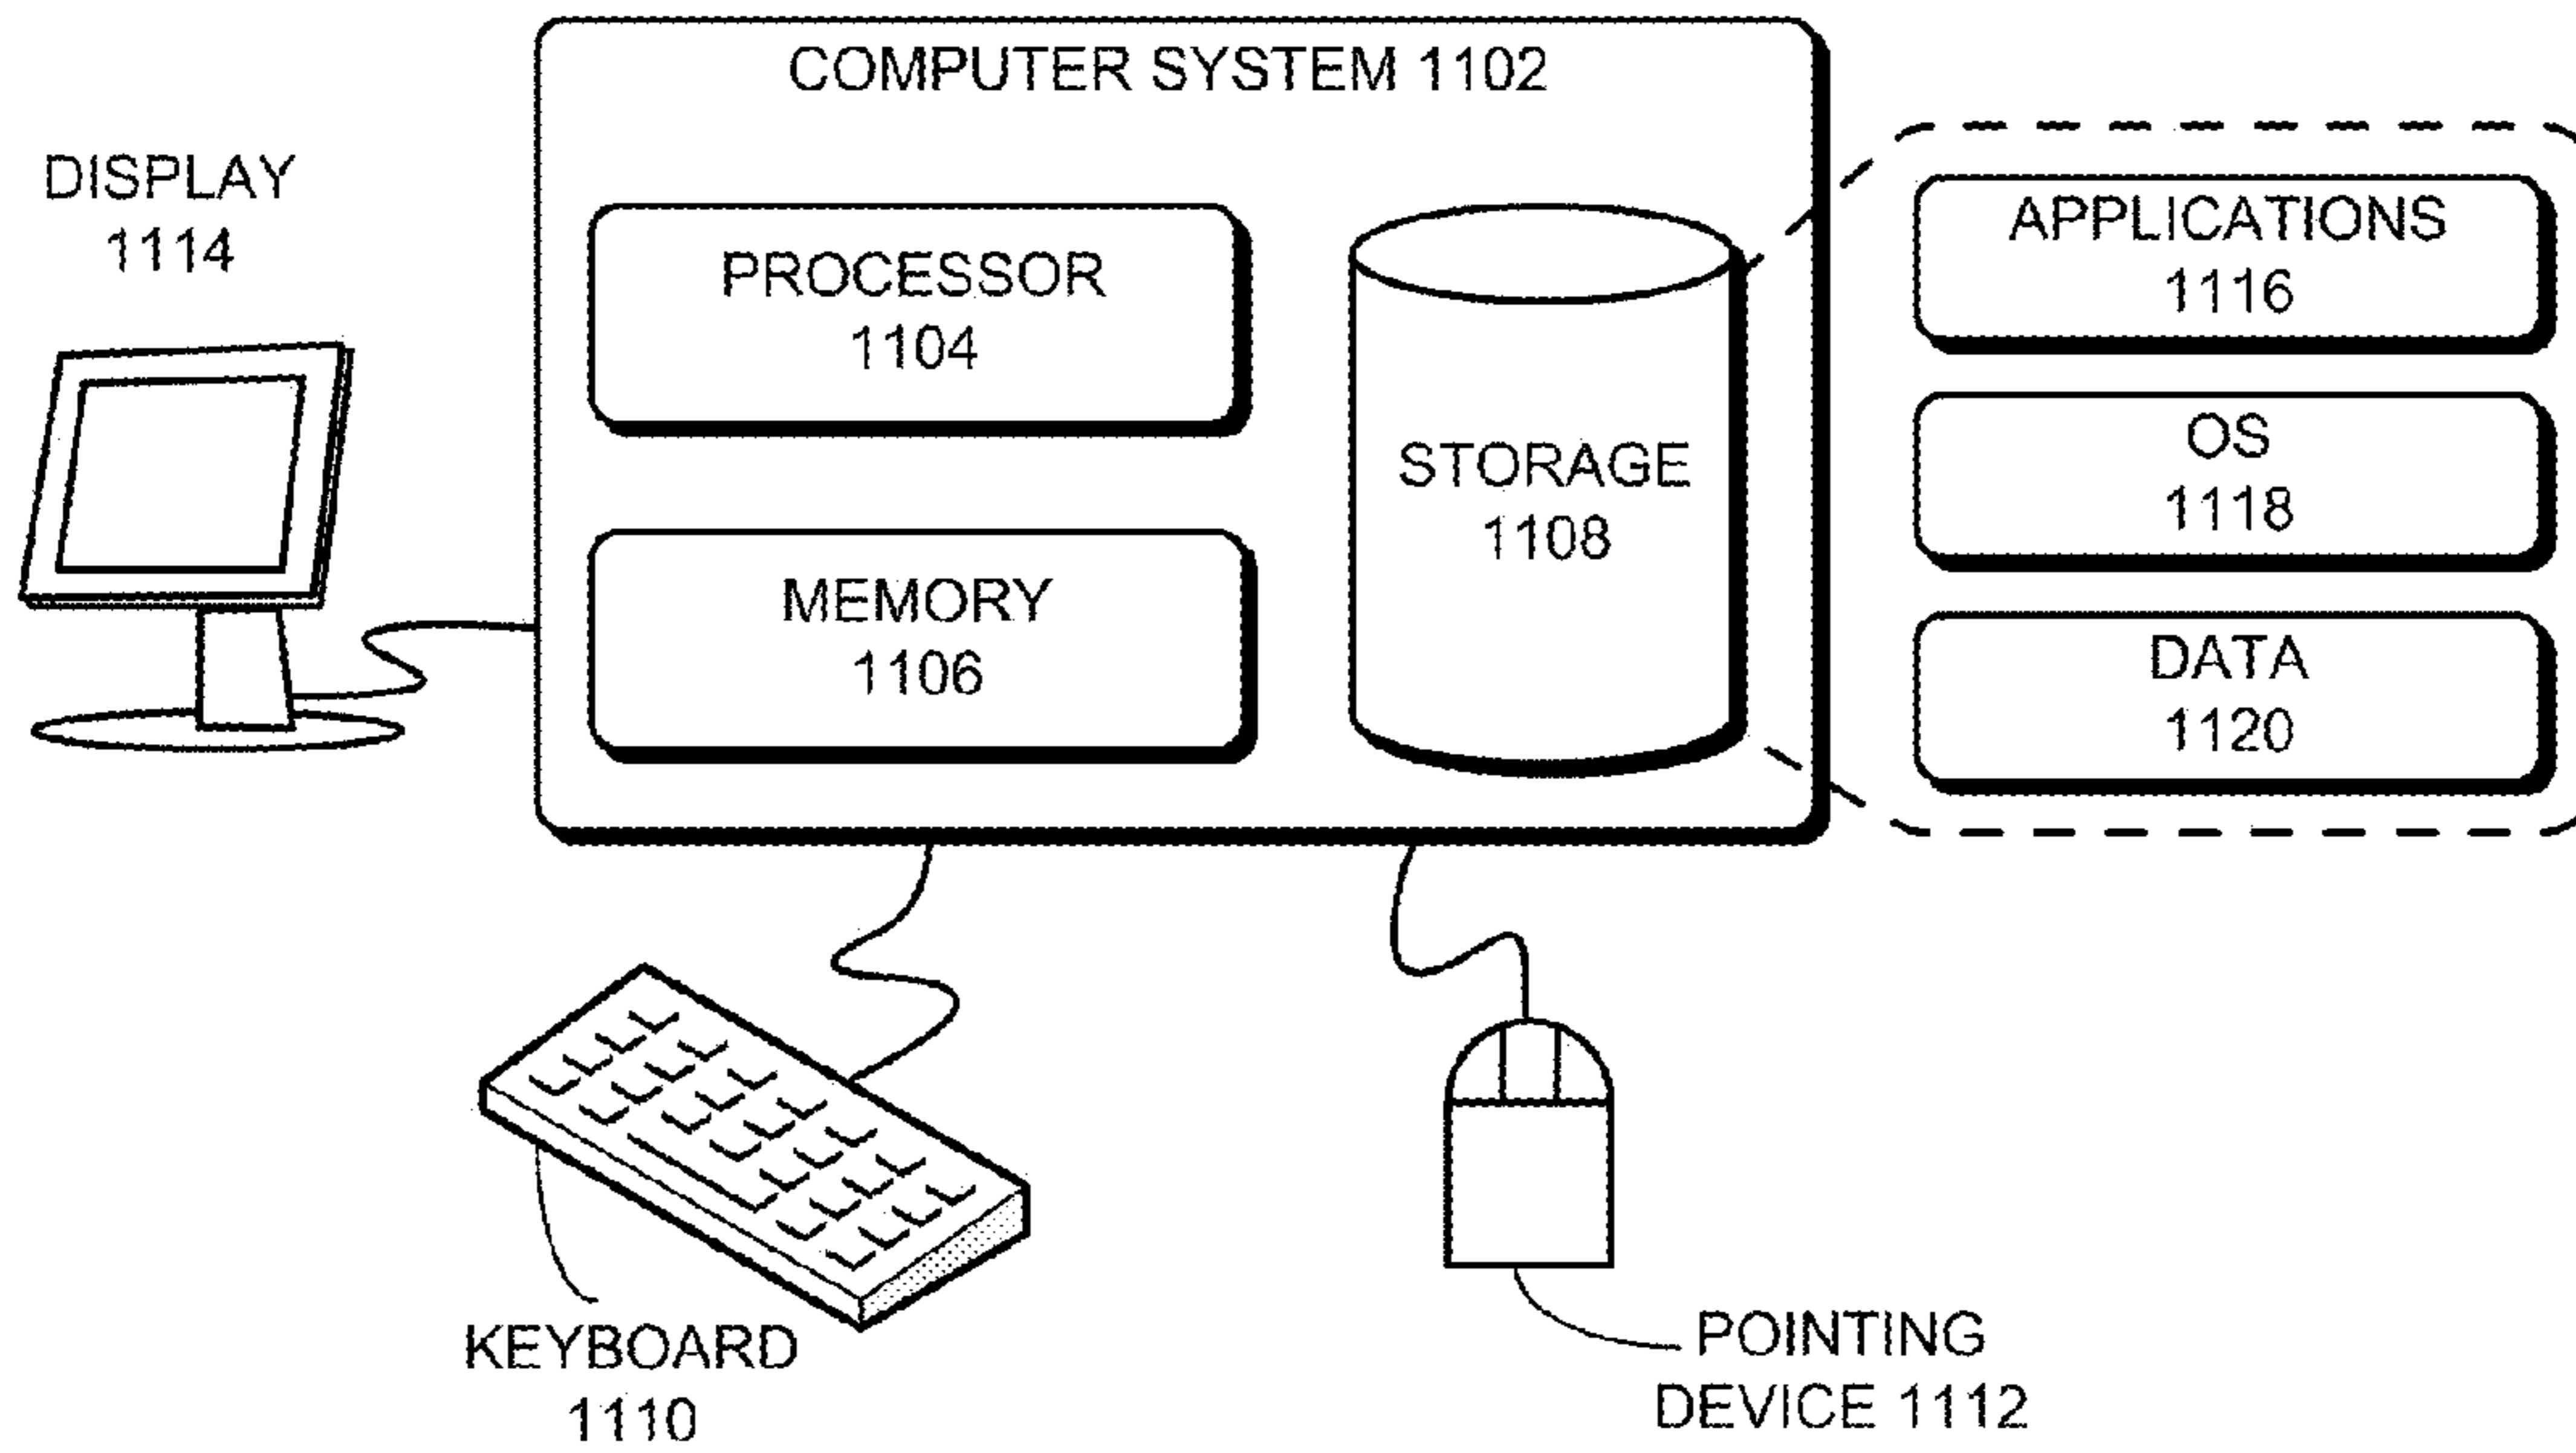 COMPUTER SYSTEM 1102
DISPLAY
1114
PROCESSOR
1104
MEMORY
1106
STORAGE
1108
APPLICATIONS
1116
OS
1118
DATA
1120
KEYBOARD
1110
POINTING
DEVICE 1112